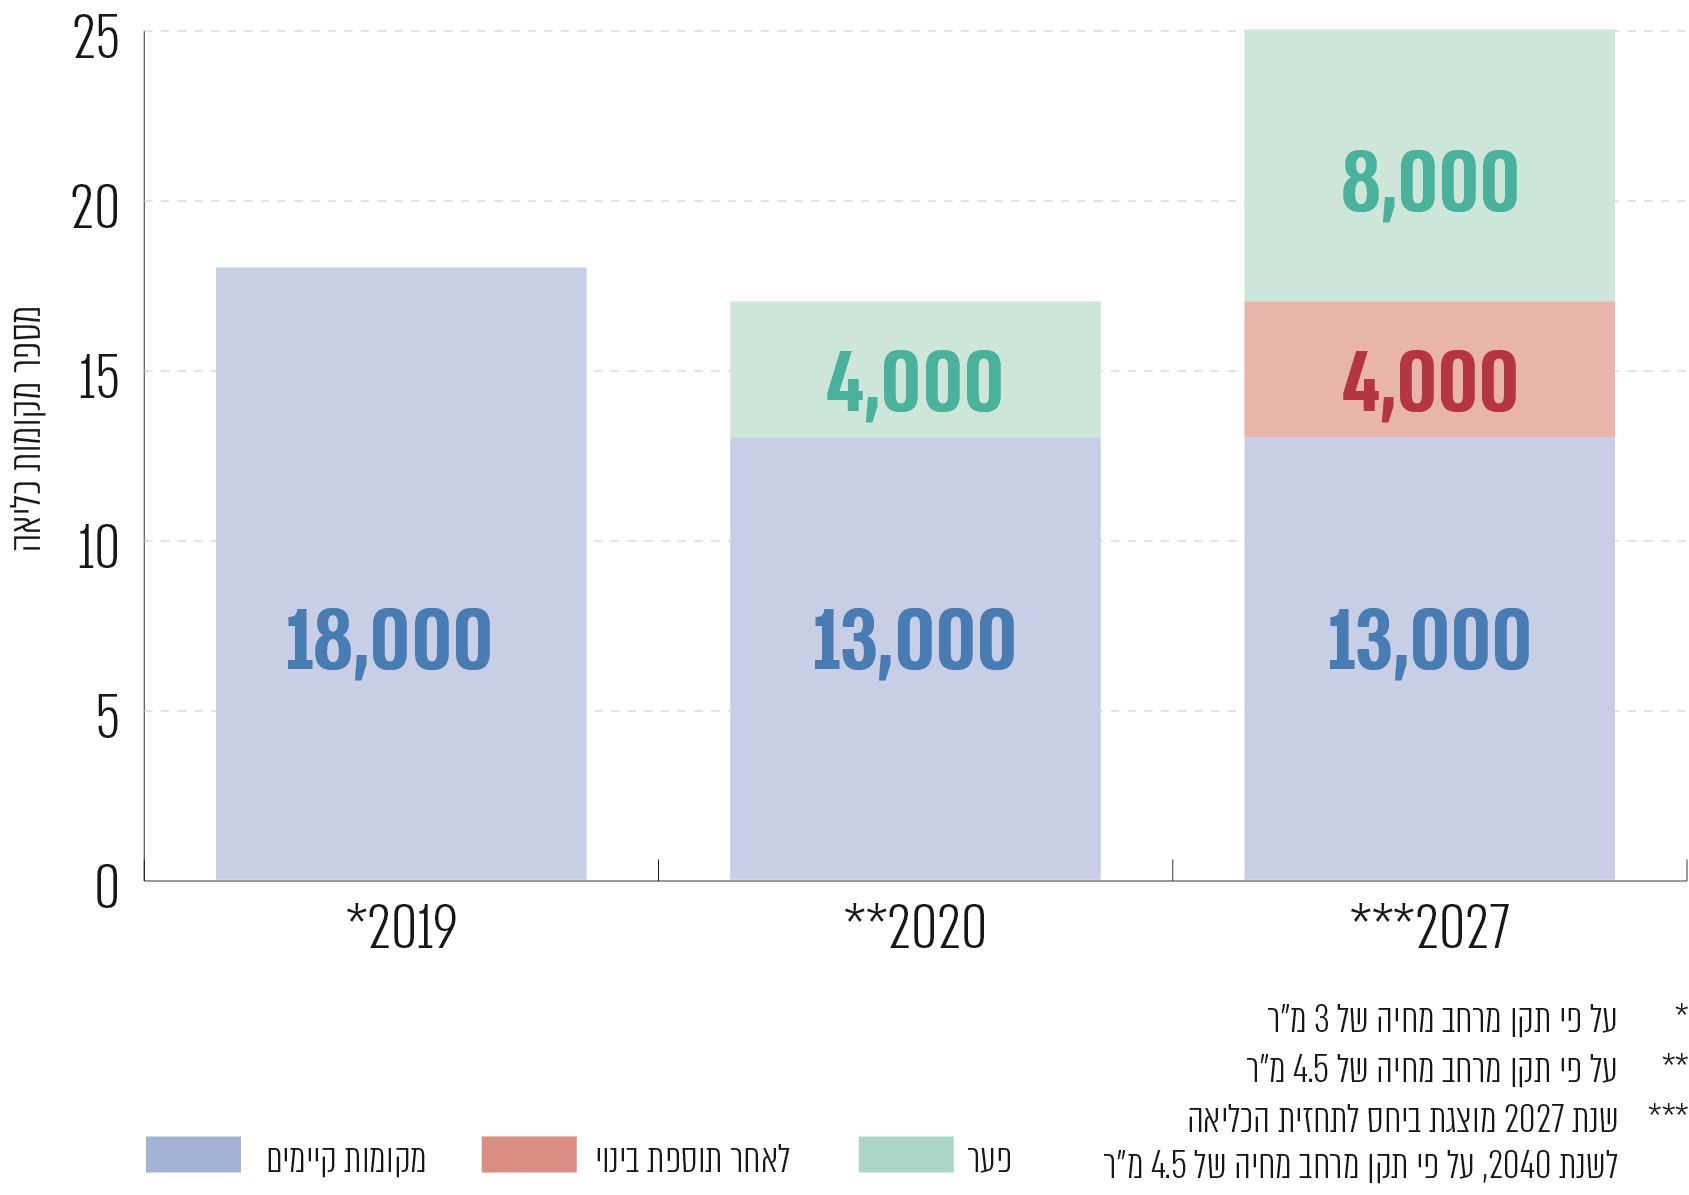 מספר מקומות כליאה
25
20
15
10
5
0
18,000
4,000
13,000
8,000
4,000
13,000
*2019
**2020
***2027
* על פי תקן מרחב מחיה של 3 מ"ר
** על פי תקן מרחב מחיה של 4.5 מ"ר
*** שנת 2027 מוצגת ביחס לתחזית הכליאה
לשנת 2040, על פי תקן מרחב מחיה של 4.5 מ"ר
פער
לאחר תוספת בינוי
מקומות קיימים